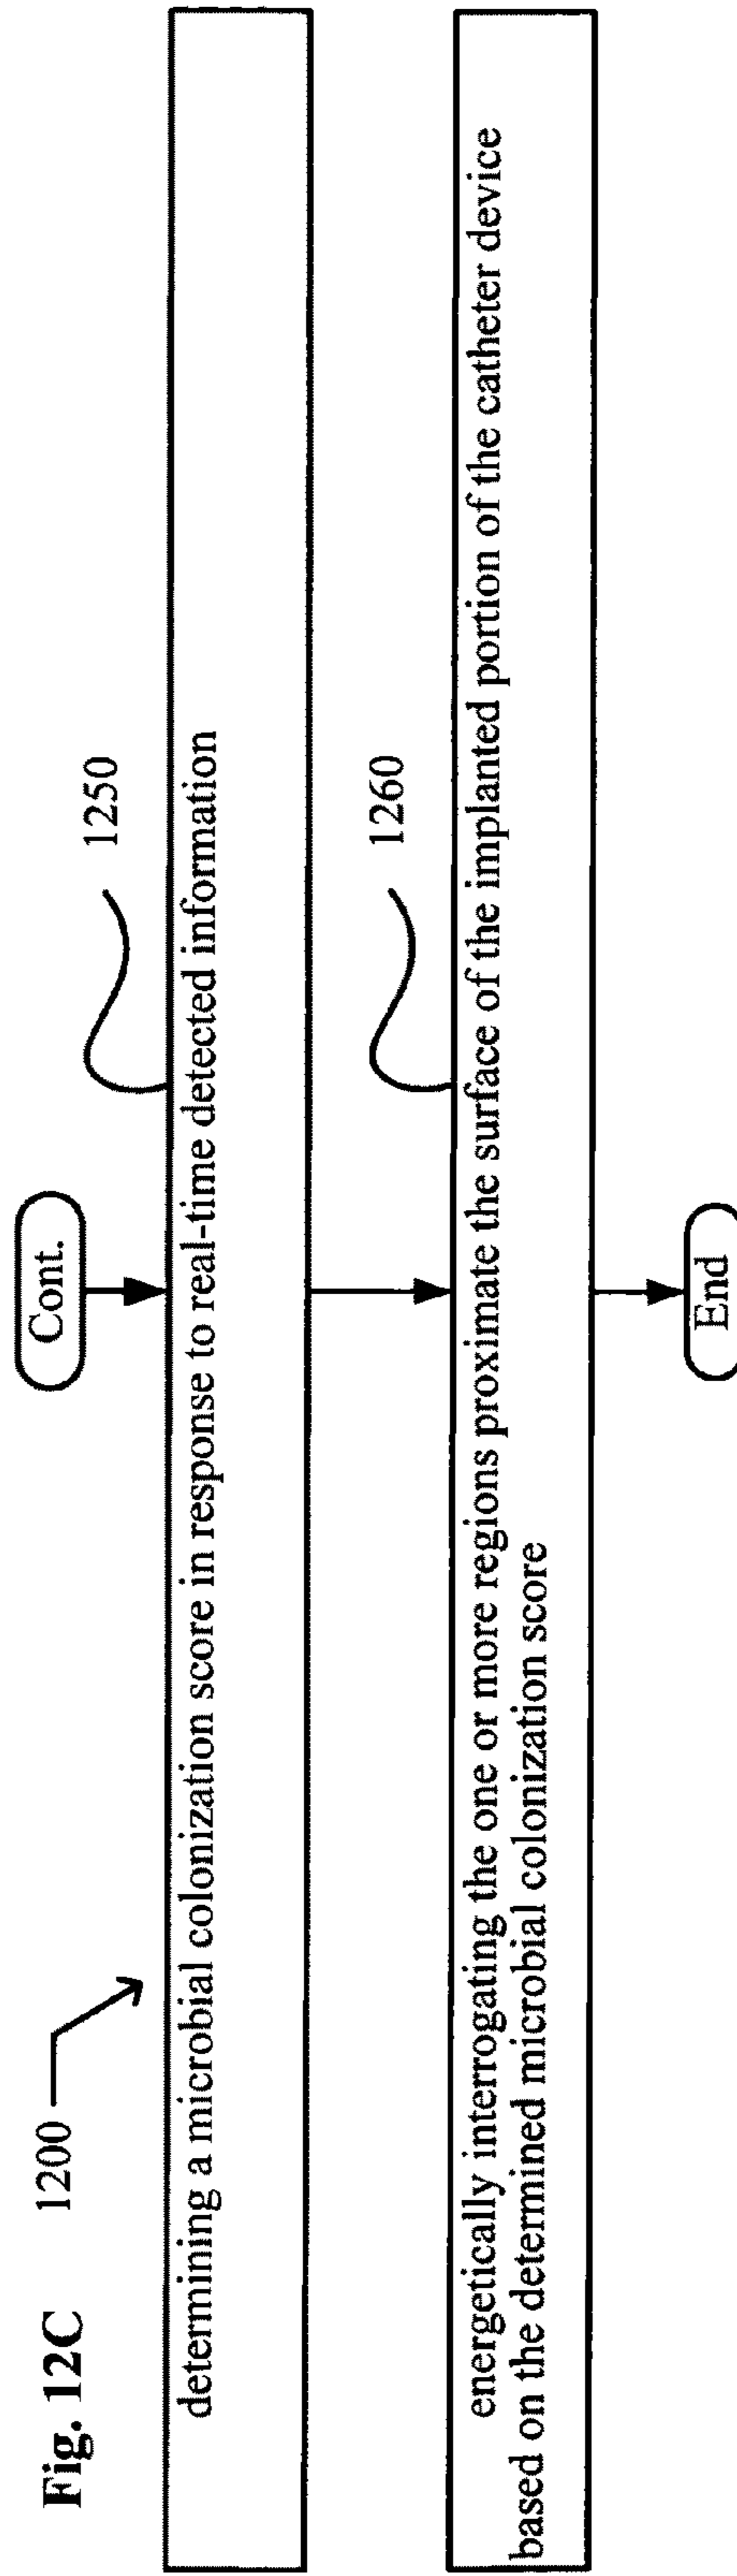 Fig. 12C
1200
Cont.
1250
determining a microbial colonization score in response to real-time detected information
1260
energetically interrogating the one or more regions proximate the surface of the implanted portion of the catheter device
based on the determined microbial colonization score
End